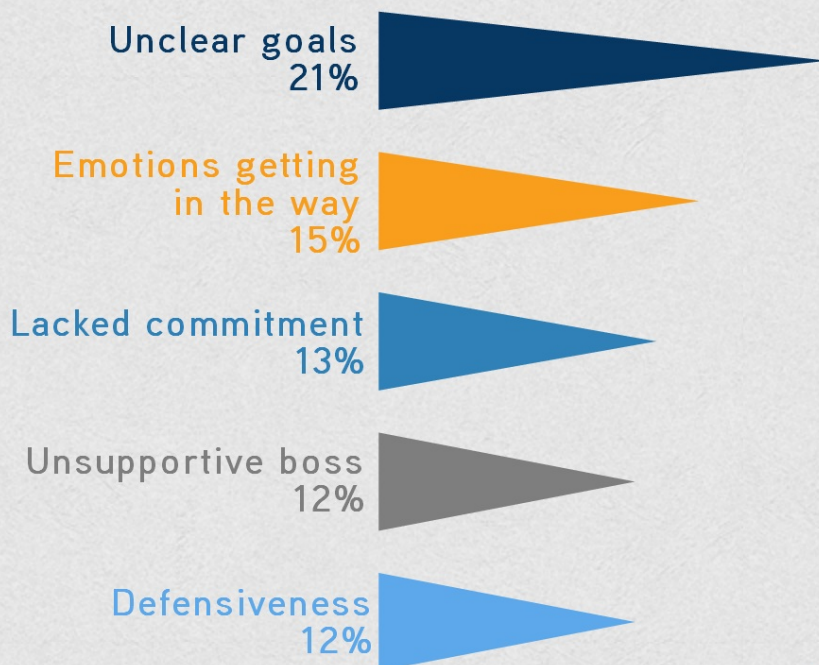 Unclear goals
21%
Emotions getting
in the way
15%
Lacked commitment
13%
Unsupportive boss
12%
Defensiveness
12%